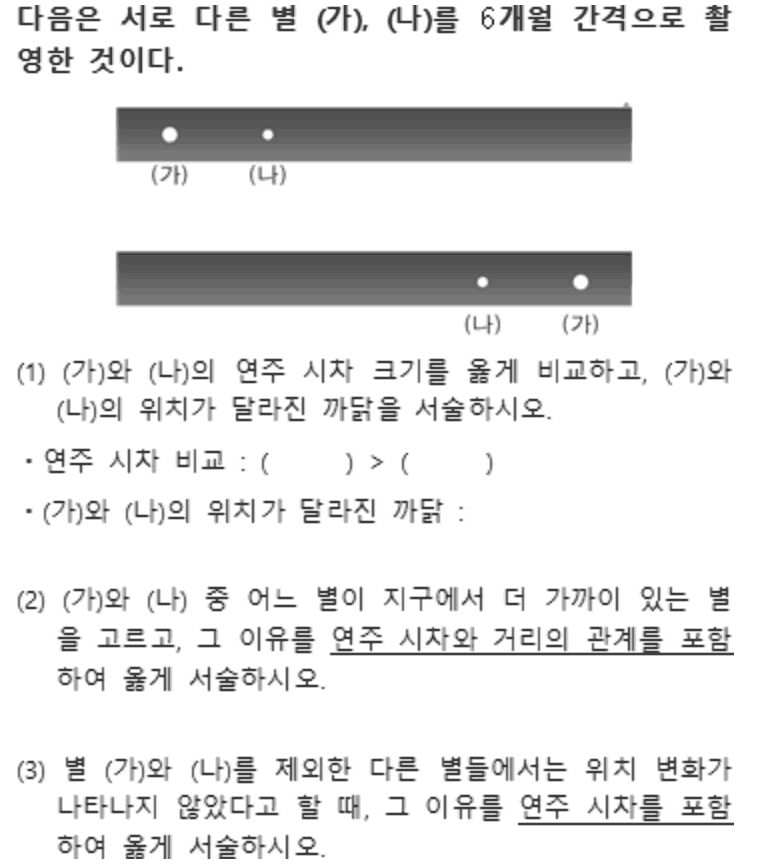 다음은 서로 다른 별 (가), (나)를 6개월 간격으로 촬
영한 것이다.
(가) (나)
(나) (가)
(1) (가)와 (나)의 연주 시차 크기를 옳게 비교하고, (가)와
(나)의 위치가 달라진 까닭을 서술하시오.
· 연주 시차 비교 : (     ) > (     )
· (가)와 (나)의 위치가 달라진 까닭 :
(2) (가)와 (나) 중 어느 별이 지구에서 더 가까이 있는 별
을 고르고, 그 이유를 연주 시차와 거리의 관계를 포함
하여 옳게 서술하시오.
(3) 별 (가)와 (나)를 제외한 다른 별들에서는 위치 변화가
나타나지 않았다고 할 때, 그 이유를 연주 시차를 포함
하여 옳게 서술하시오.